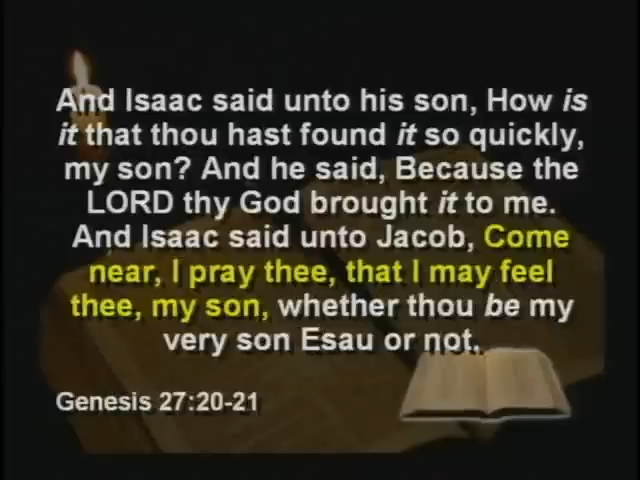 And Isaac said unto his son, How is
it that thou hast found it so quickly,
my son? And he said, Because the
LORD thy God brought it to me.
And Isaac said unto Jacob, Come
near, I pray thee, that I may feel
thee, my son, whether thou be my
very son Esau or not.
Genesis 27:20-21